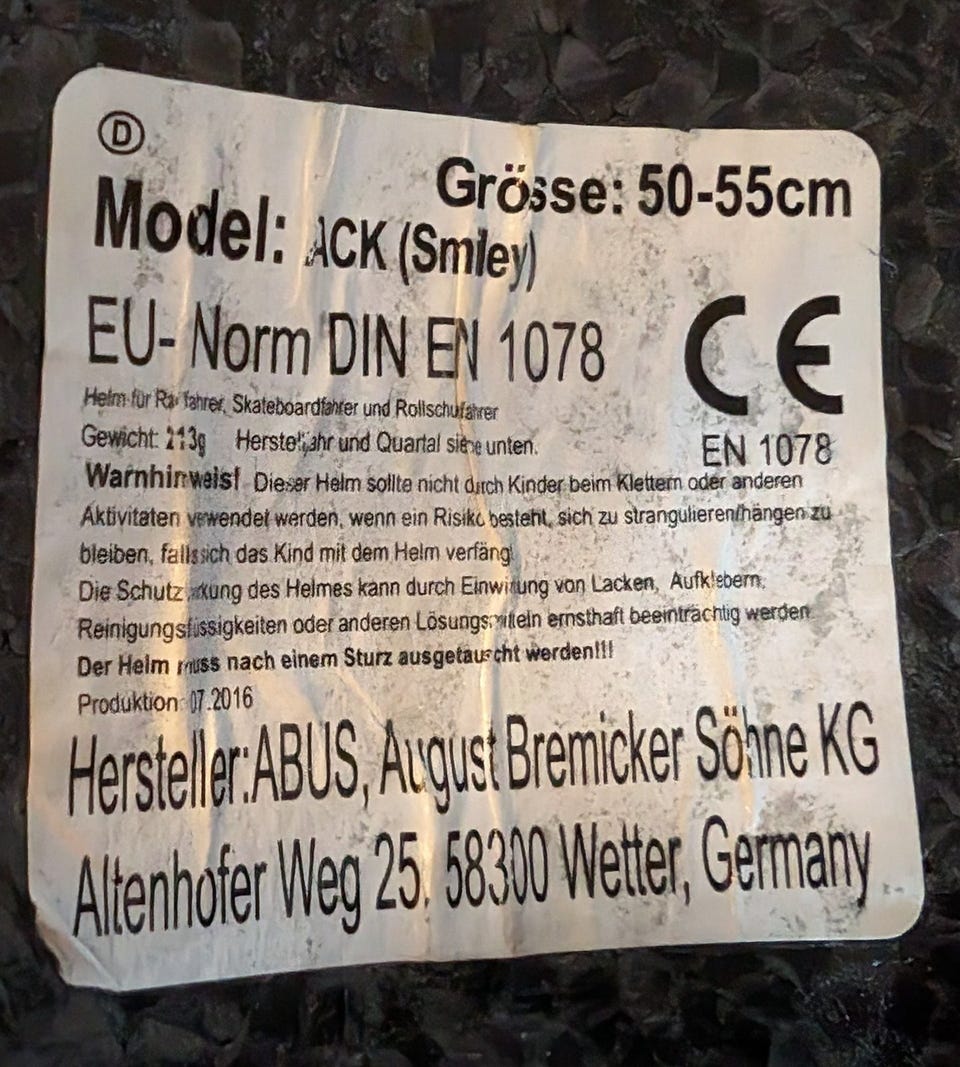 D
Grösse: 50-55cm
Model: ACK (Smiley)
EU- Norm DIN EN 1078
CE
EN 1078
Helm für Radfahrer, Skateboardfahrer und Rollschufahrer
Gewicht: 213g Hersteljahr und Quartal siehe unten.
Warnhinweis! Dieser Helm sollte nicht durch Kinder beim Klettern oder anderen
Aktivitaten verwendet werden, wenn ein Risiko besteht, sich zu strangulieren/hängen zu
bleiben, falls sich das Kind mit dem Helm verfängt
Die Schutzwirkung des Helmes kann durch Einwirkung von Lacken, Aufklebern,
Reinigungsflüssigkeiten oder anderen Lösungsmitteln ernsthaft beeinträchtig werden
Der Helm muss nach einem Sturz ausgetauscht werden!!!
Produktion: 07.2016
Hersteller:ABUS, August Bremicker Söhne KG
Altenhofer Weg 25. 58300 Wetter, Germany